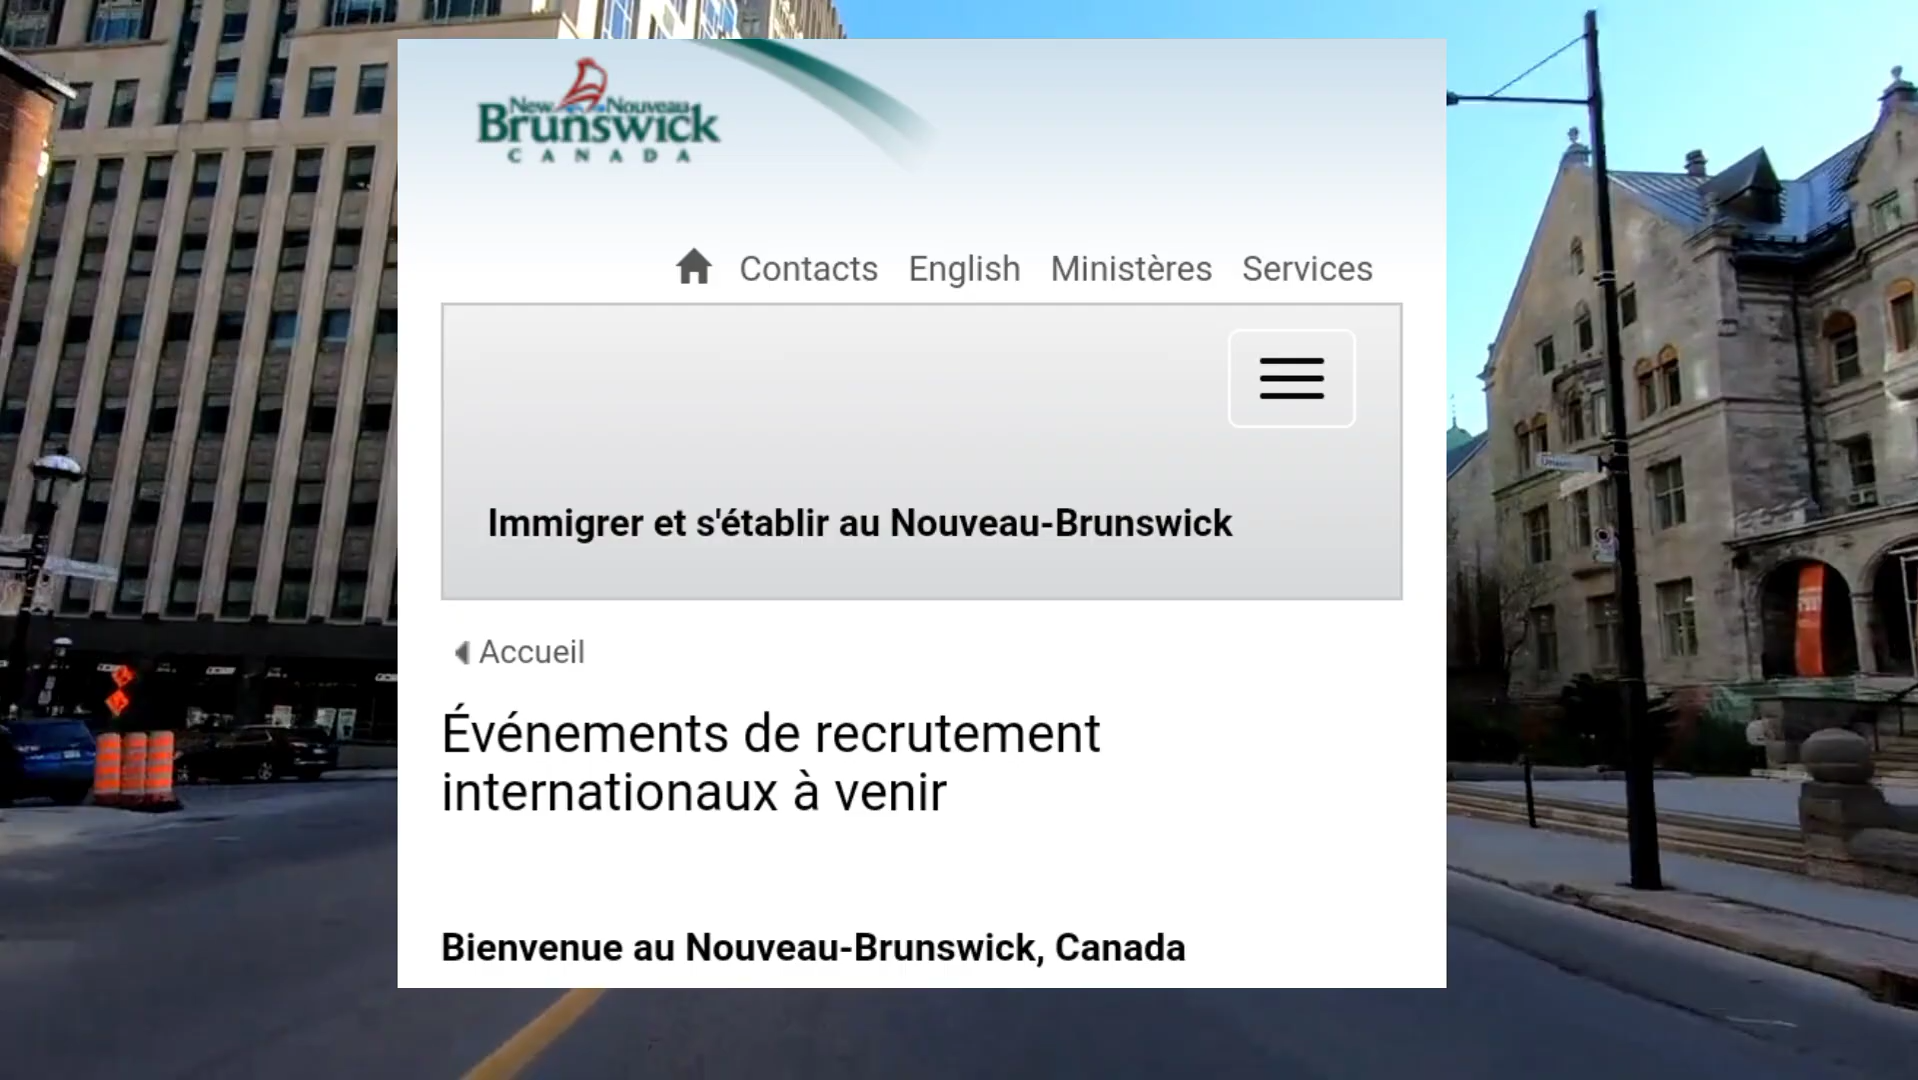 New Nouveau
Brunswick
CANADA
Contacts English Ministères Services
Immigrer et s'établir au Nouveau-Brunswick
Accueil
Événements de recrutement
internationaux à venir
Bienvenue au Nouveau-Brunswick, Canada